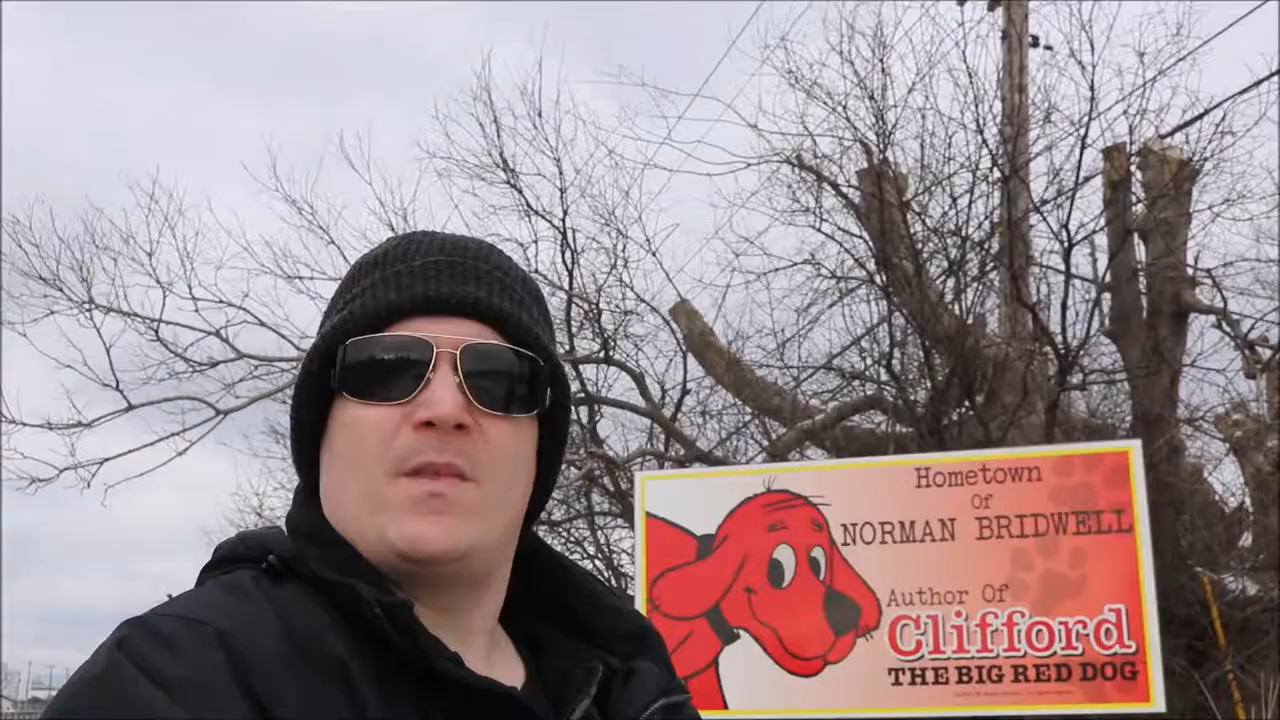 Hometown
Of
NORMAN BRIDWELL
Author Of
Clifford
THE BIG RED DOG